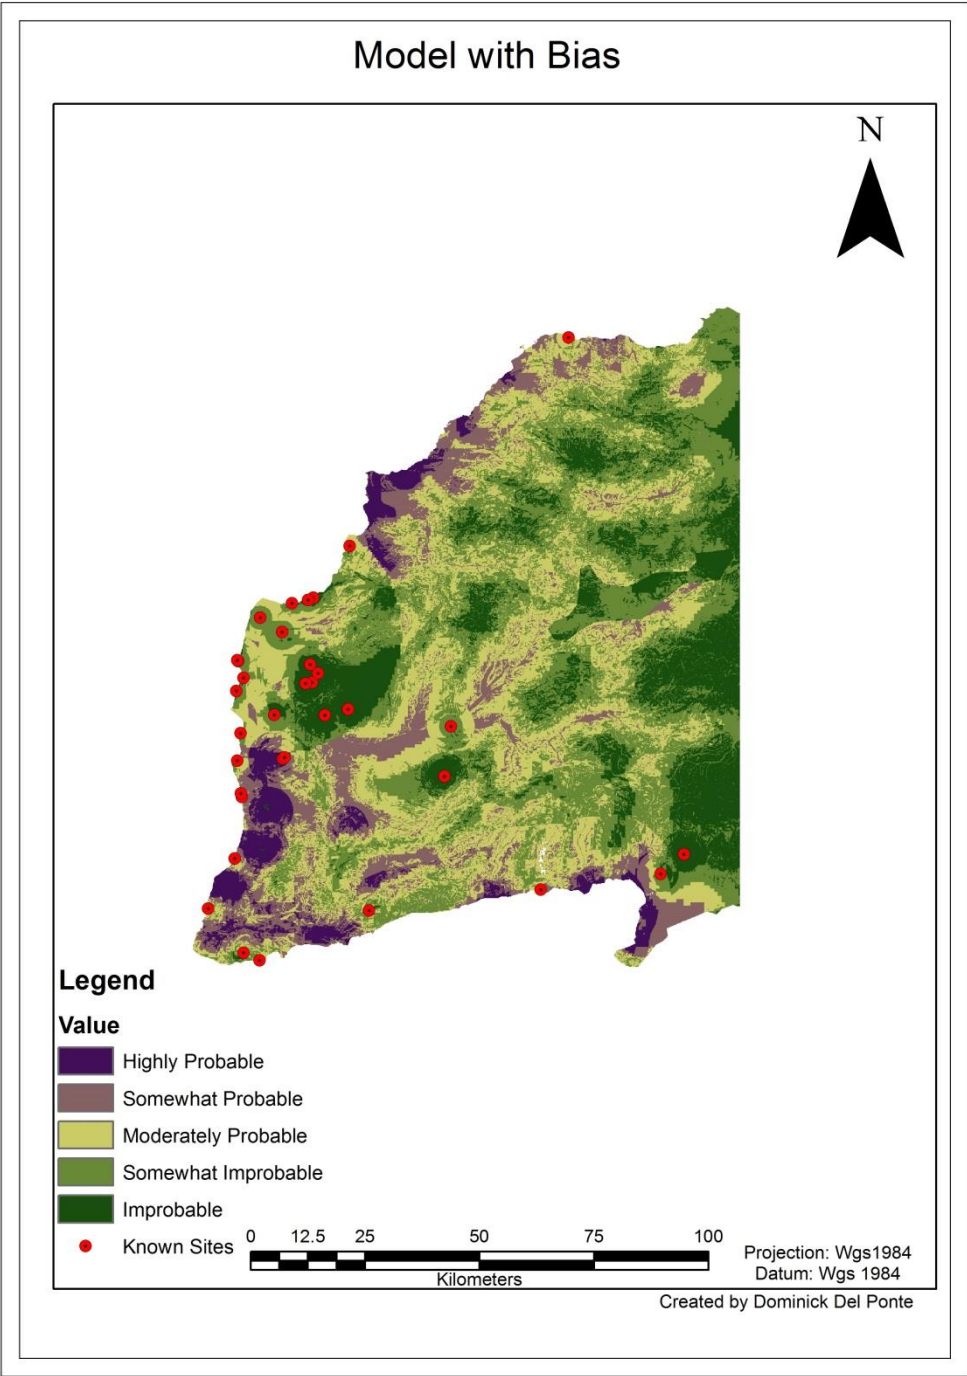 Model with Bias
N
Legend
Value
Highly Probable
Somewhat Probable
Moderately Probable
Somewhat Improbable
Improbable
Known Sites
0 12.5 25 50 75 100
Kilometers
Projection: Wgs1984
Datum: Wgs 1984
Created by Dominick Del Ponte